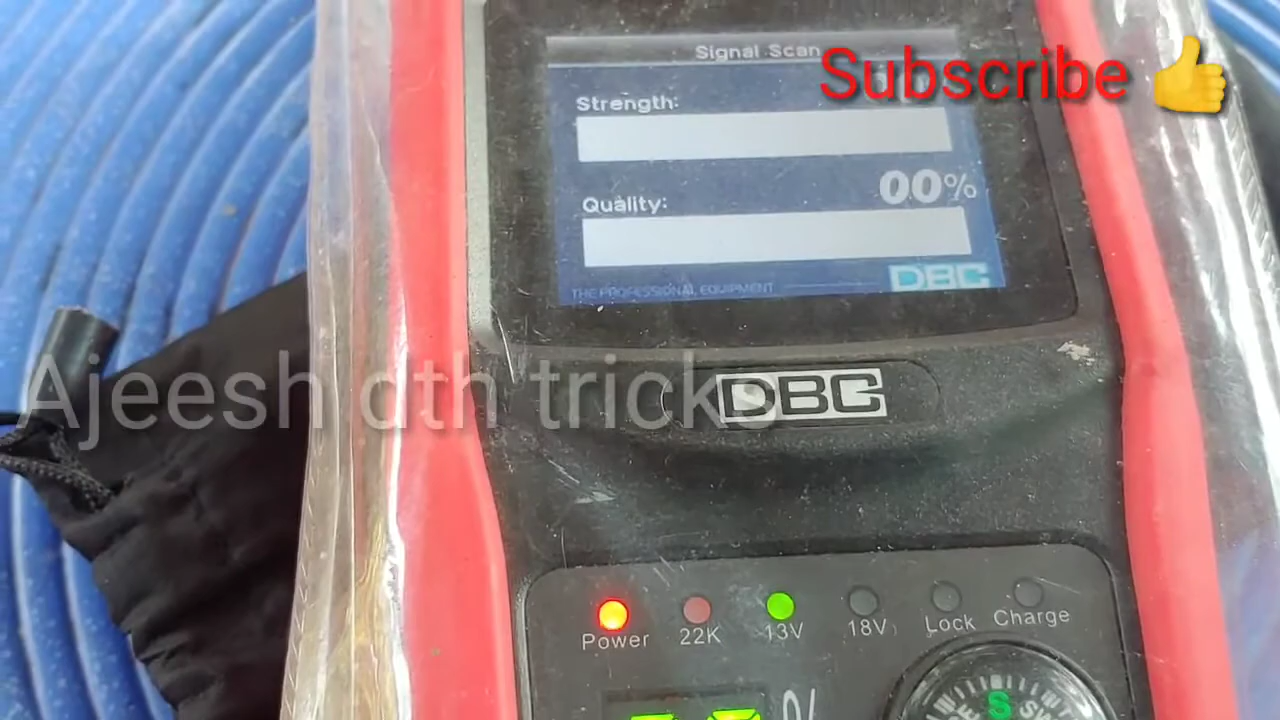 Signal Scan
Subscribe 👍
Strength:
00%
Quality:
DBC
THE PROFESSIONAL EQUIPMENT
Ajeesh dth tricks
DBC
Power 22K 13V 18V Lock Charge
%
S